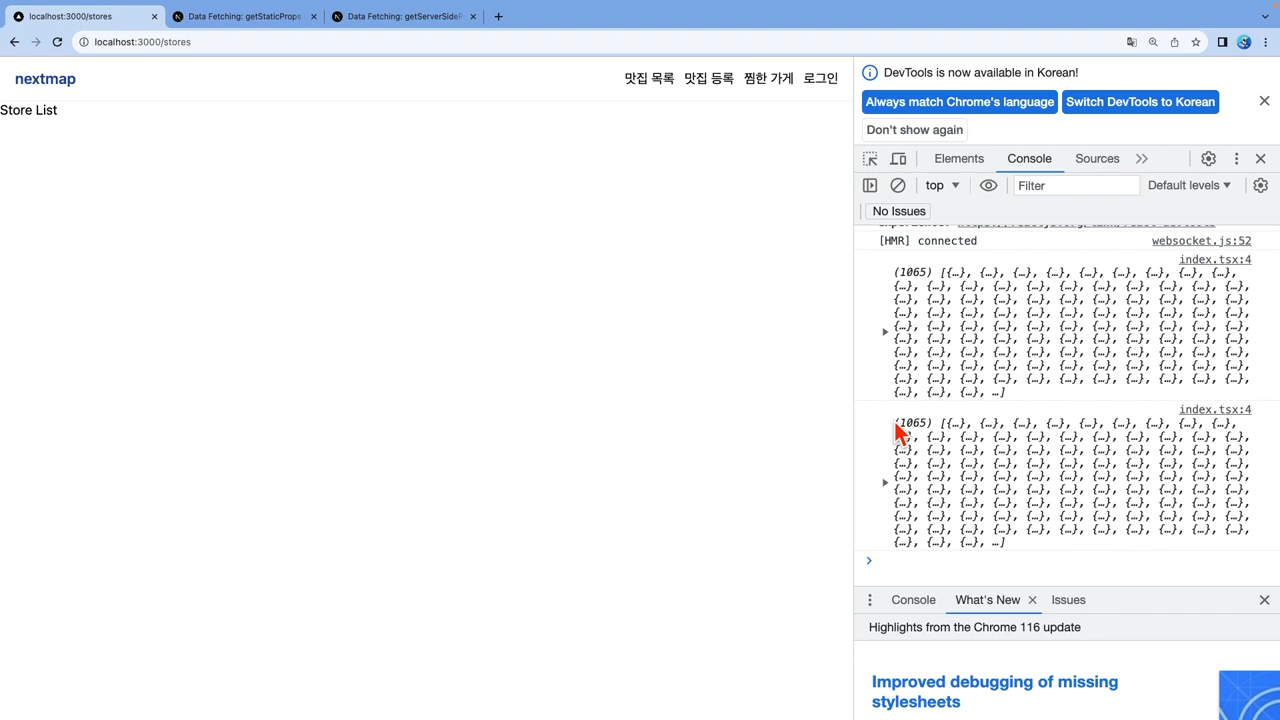 localhost:3000/stores
Data Fetching: getStaticProps
Data Fetching: getServerSideP
localhost:3000/stores
nextmap
맛집 목록 맛집 등록 찜한 가게 로그인
Store List
DevTools is now available in Korean!
Always match Chrome's language
Switch DevTools to Korean
Don't show again
Elements Console Sources
top Filter Default levels
No Issues
[HMR] connected websocket.js:52
index.tsx:4
(1065) [{…}, {…}, {…}, {…}, {…}, {…}, {…}, {…}, {…},
{…}, {…}, {…}, {…}, {…}, {…}, {…}, {…}, {…}, {…}, {…},
{…}, {…}, {…}, {…}, {…}, {…}, {…}, {…}, {…}, {…}, {…},
{…}, {…}, {…}, {…}, {…}, {…}, {…}, {…}, {…}, {…}, {…},
{…}, {…}, {…}, {…}, {…}, {…}, {…}, {…}, {…}, {…}, {…},
{…}, {…}, {…}, {…}, {…}, {…}, {…}, {…}, {…}, {…}, {…},
{…}, {…}, {…}, {…}, {…}, {…}, {…}, {…}, {…}, {…}, {…},
{…}, {…}, {…}, {…}, {…}, {…}, {…}, {…}, {…}, {…}, {…},
{…}, {…}, {…}, {…}, {…}, {…}, {…}, {…}, {…}, {…}, {…},
{…}, {…}, {…}, …]
index.tsx:4
(1065) [{…}, {…}, {…}, {…}, {…}, {…}, {…}, {…}, {…},
{…}, {…}, {…}, {…}, {…}, {…}, {…}, {…}, {…}, {…}, {…},
{…}, {…}, {…}, {…}, {…}, {…}, {…}, {…}, {…}, {…}, {…},
{…}, {…}, {…}, {…}, {…}, {…}, {…}, {…}, {…}, {…}, {…},
{…}, {…}, {…}, {…}, {…}, {…}, {…}, {…}, {…}, {…}, {…},
{…}, {…}, {…}, {…}, {…}, {…}, {…}, {…}, {…}, {…}, {…},
{…}, {…}, {…}, {…}, {…}, {…}, {…}, {…}, {…}, {…}, {…},
{…}, {…}, {…}, {…}, {…}, {…}, {…}, {…}, {…}, {…}, {…},
{…}, {…}, {…}, {…}, {…}, {…}, {…}, {…}, {…}, {…}, {…},
{…}, {…}, {…}, …]
Console What's New Issues
Highlights from the Chrome 116 update
Improved debugging of missing
stylesheets